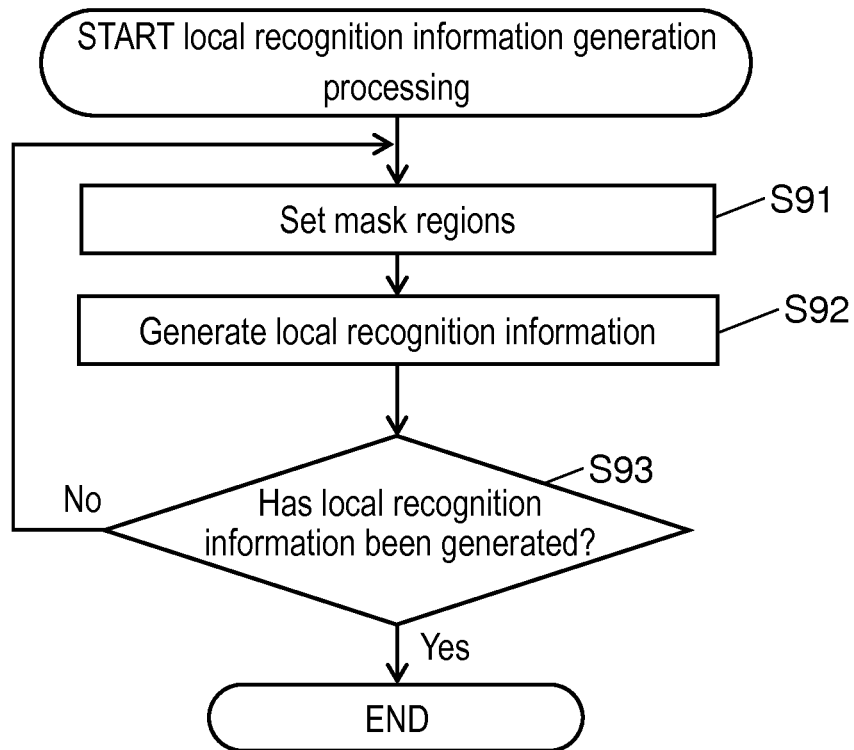 START local recognition information generation
processing
Set mask regions
S91
Generate local recognition information
S92
S93
Has local recognition
information been generated?
No
Yes
END